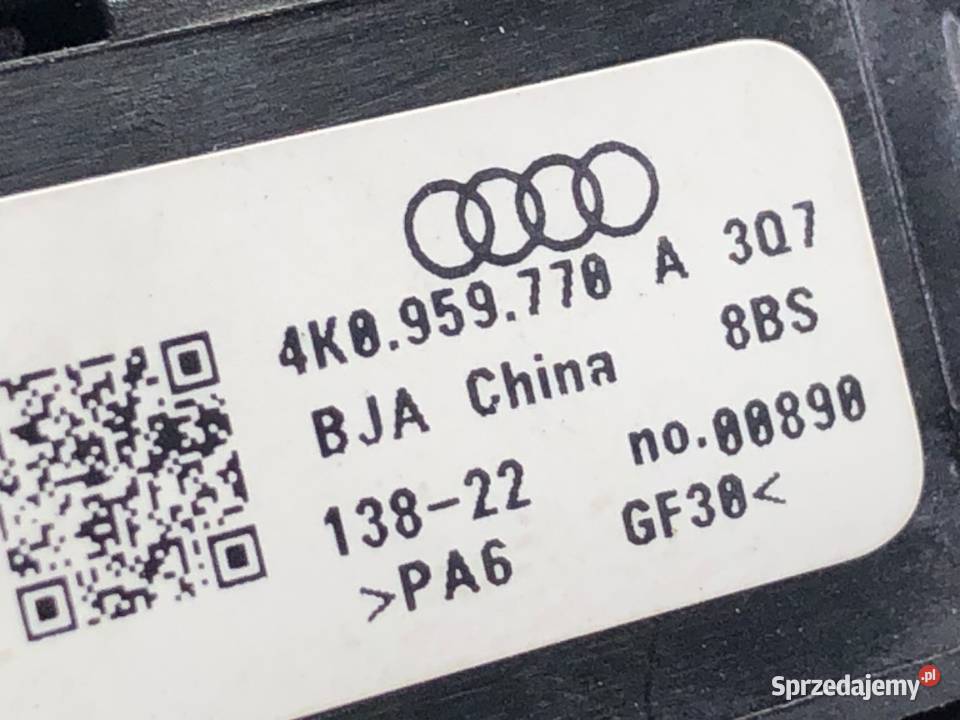 4K0.959.770 A 3Q7
BJA China 8BS
138-22 no.00890
>PA6 GF30<
Sprzedajemy.pl